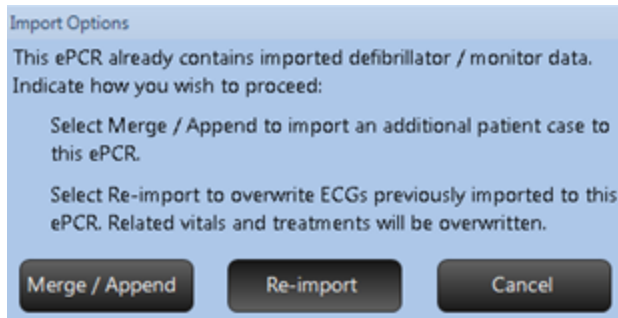 Import Options
This ePCR already contains imported defibrillator / monitor data.
Indicate how you wish to proceed:
Select Merge / Append to import an additional patient case to
this ePCR.
Select Re-import to overwrite ECGs previously imported to this
ePCR. Related vitals and treatments will be overwritten.
Merge / Append Re-import Cancel